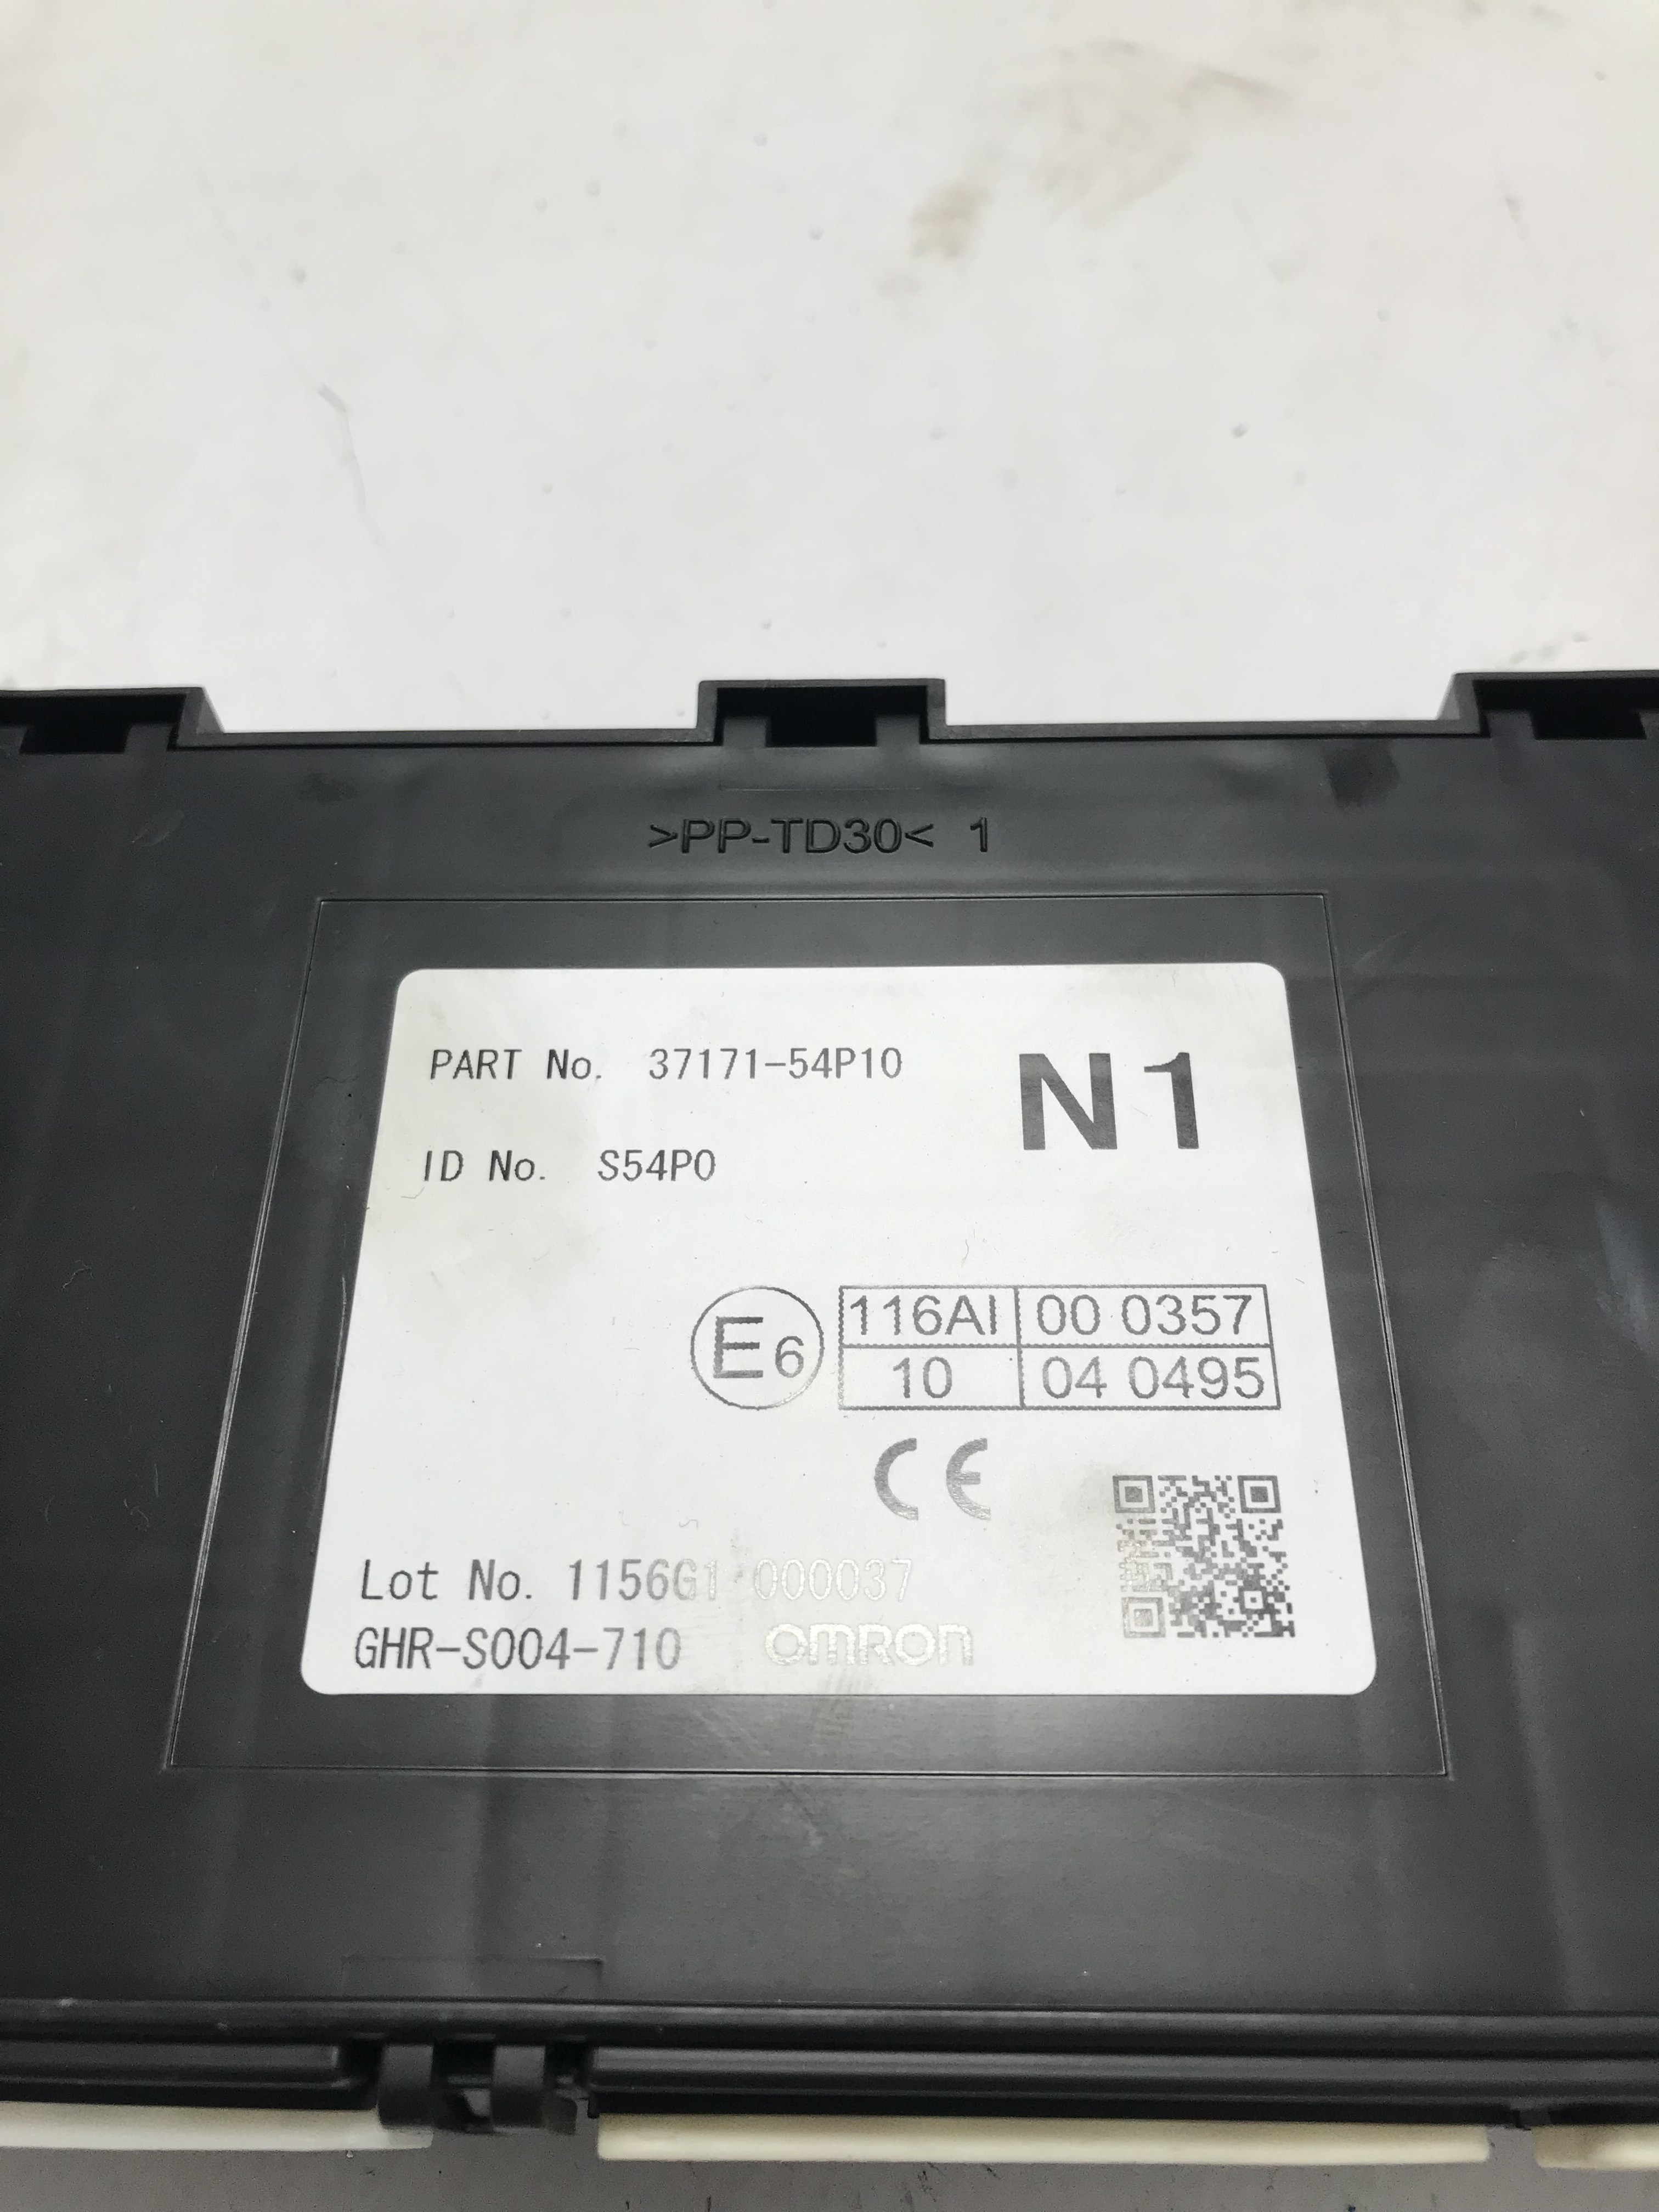 >PP-TD30< 1
PART No. 37171-54P10
N1
ID No. S54P0
E6
116AI 00 0357
10 04 0495
CE
Lot No. 1156G1 000037
GHR-S004-710 OMRON